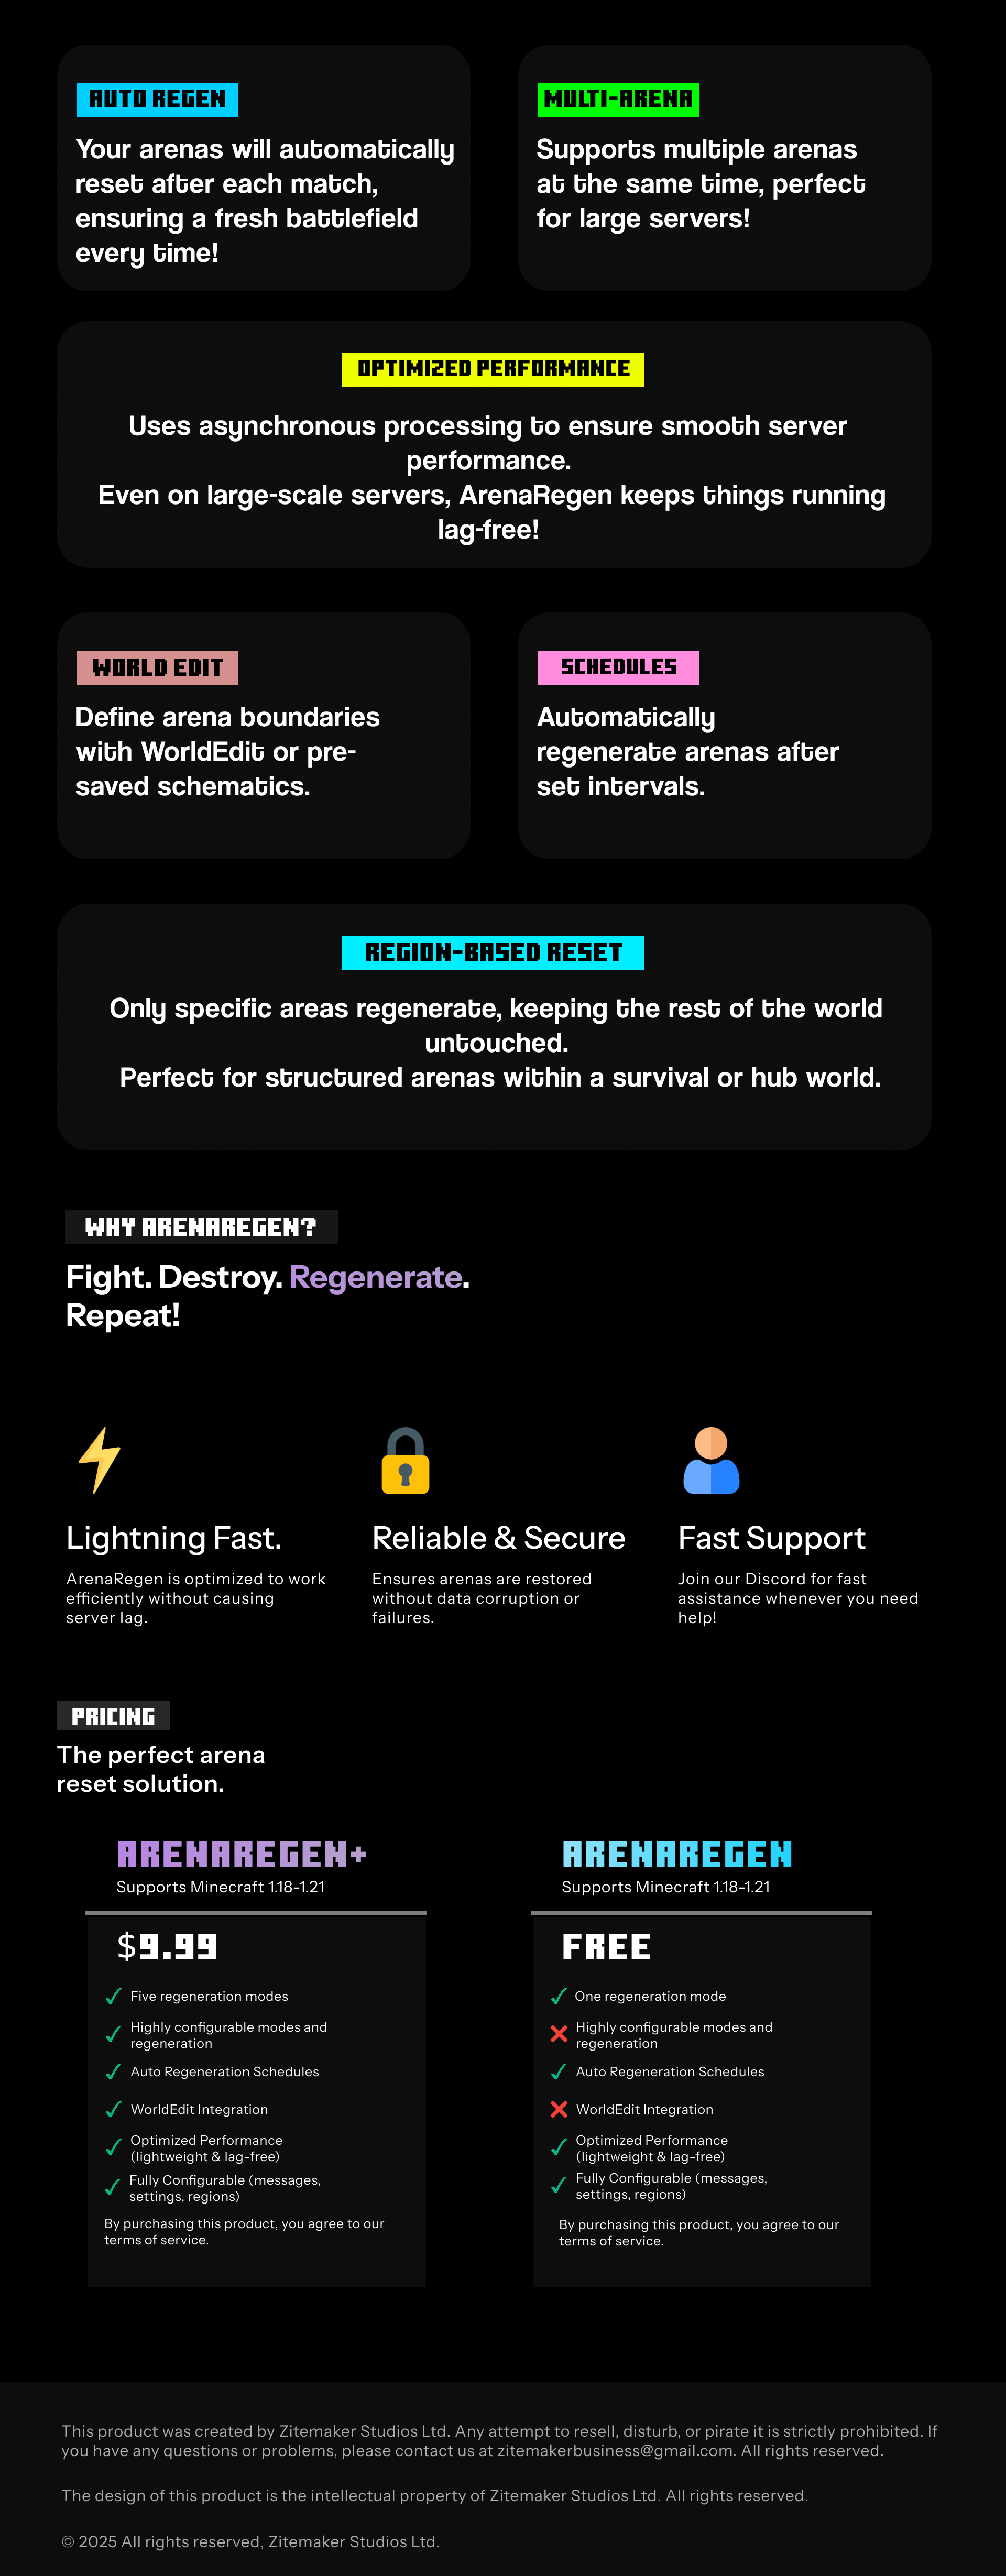 AUTO REGEN
Your arenas will automatically
reset after each match,
ensuring a fresh battlefield
every time!
MULTI-ARENA
Supports multiple arenas
at the same time, perfect
for large servers!
OPTIMIZED PERFORMANCE
Uses asynchronous processing to ensure smooth server
performance.
Even on large-scale servers, ArenaRegen keeps things running
lag-free!
WORLD EDIT
Define arena boundaries
with WorldEdit or pre-
saved schematics.
SCHEDULES
Automatically
regenerate arenas after
set intervals.
REGION-BASED RESET
Only specific areas regenerate, keeping the rest of the world
untouched.
Perfect for structured arenas within a survival or hub world.
WHY ARENAREGEN?
Fight. Destroy. Regenerate.
Repeat!
Lightning Fast.
ArenaRegen is optimized to work
efficiently without causing
server lag.
Reliable & Secure
Ensures arenas are restored
without data corruption or
failures.
Fast Support
Join our Discord for fast
assistance whenever you need
help!
PRICING
The perfect arena
reset solution.
ARENAREGEN+
Supports Minecraft 1.18-1.21
$9.99
Five regeneration modes
Highly configurable modes and
regeneration
Auto Regeneration Schedules
WorldEdit Integration
Optimized Performance
(lightweight & lag-free)
Fully Configurable (messages,
settings, regions)
By purchasing this product, you agree to our
terms of service.
ARENAREGEN
Supports Minecraft 1.18-1.21
FREE
One regeneration mode
Highly configurable modes and
regeneration
Auto Regeneration Schedules
WorldEdit Integration
Optimized Performance
(lightweight & lag-free)
Fully Configurable (messages,
settings, regions)
By purchasing this product, you agree to our
terms of service.
This product was created by Zitemaker Studios Ltd. Any attempt to resell, disturb, or pirate it is strictly prohibited. If
you have any questions or problems, please contact us at zitemakerbusiness@gmail.com. All rights reserved.
The design of this product is the intellectual property of Zitemaker Studios Ltd. All rights reserved.
© 2025 All rights reserved, Zitemaker Studios Ltd.